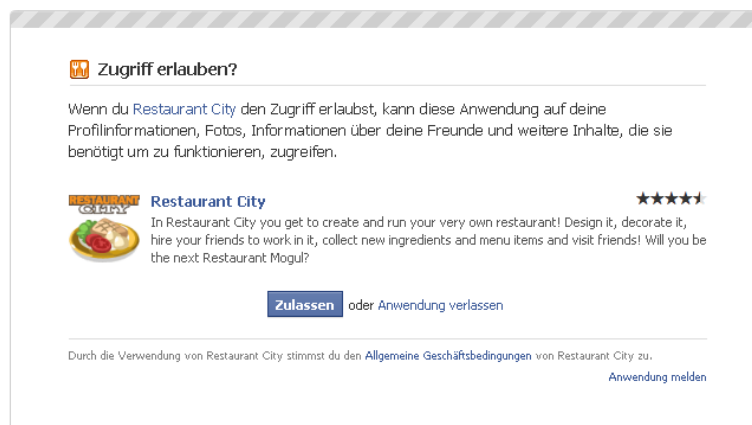 Zugriff erlauben?
Wenn du Restaurant City den Zugriff erlaubst, kann diese Anwendung auf deine
Profilinformationen, Fotos, Informationen über deine Freunde und weitere Inhalte, die sie
benötigt um zu funktionieren, zugreifen.
RESTAURANT
CITY
Restaurant City
In Restaurant City you get to create and run your very own restaurant! Design it, decorate it,
hire your friends to work in it, collect new ingredients and menu items and visit friends! Will you be
the next Restaurant Mogul?
Zulassen oder Anwendung verlassen
Durch die Verwendung von Restaurant City stimmst du den Allgemeine Geschäftsbedingungen von Restaurant City zu.
Anwendung melden